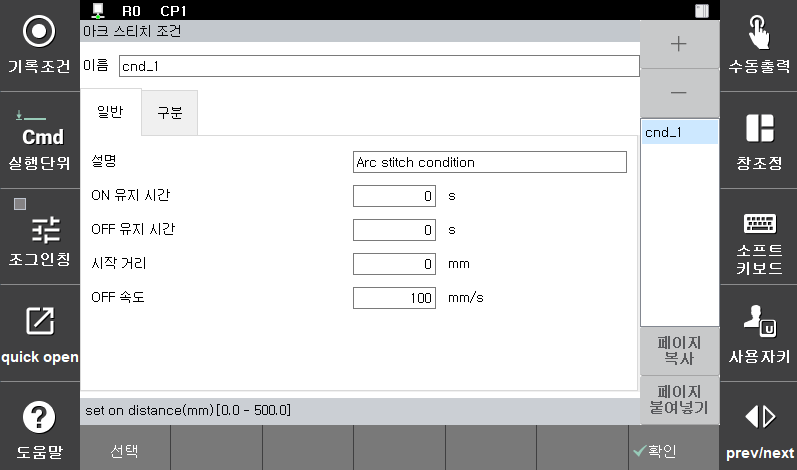 R0 CP1
아크 스티치 조건
이름 cnd_1
일반 구분
설명 Arc stitch condition
ON 유지 시간 0 s
OFF 유지 시간 0 s
시작 거리 0 mm
OFF 속도 100 mm/s
set on distance(mm)[0.0 - 500.0]
선택
확인
기록조건
Cmd
실행단위
조그인칭
quick open
도움말
+
−
cnd_1
페이지
복사
페이지
붙여넣기
수동출력
창조정
소프트
키보드
U
사용자키
prev/next